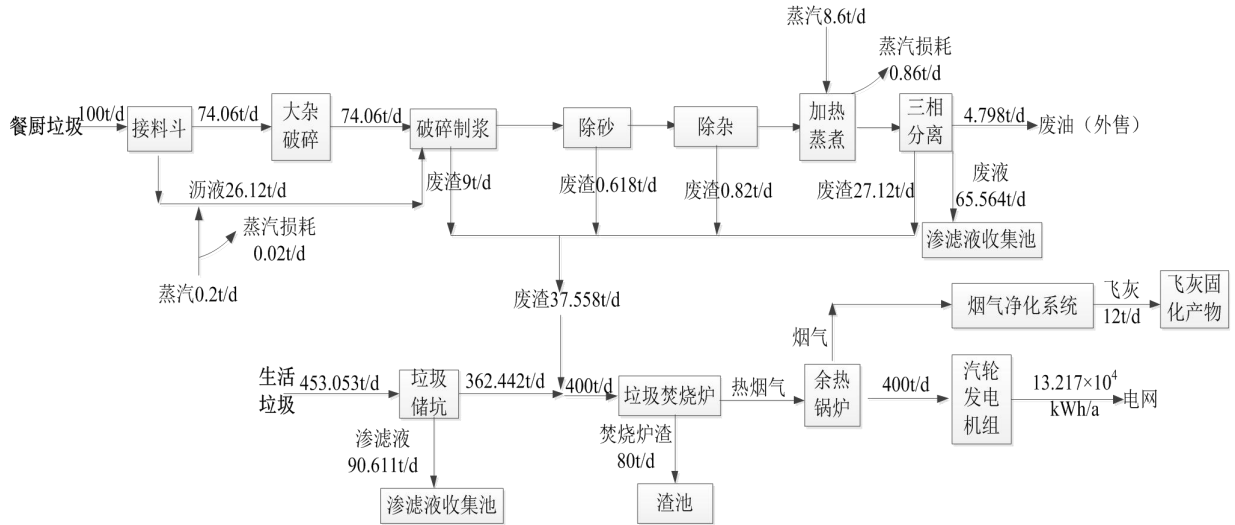 蒸汽8.6t/d
蒸汽损耗
0.86t/d
餐厨垃圾
100t/d
接料斗
74.06t/d
大杂
破碎
74.06t/d
破碎制浆
除砂
除杂
加热
蒸煮
三相
分离
4.798t/d
废油（外售）
沥液26.12t/d
废渣9t/d
废渣0.618t/d
废渣0.82t/d
废渣27.12t/d
废液
65.564t/d
蒸汽损耗
0.02t/d
渗滤液收集池
蒸汽0.2t/d
废渣37.558t/d
烟气净化系统
飞灰
12t/d
飞灰固
化产物
烟气
生活
垃圾
453.053t/d
垃圾
储坑
362.442t/d
400t/d
垃圾焚烧炉
热烟气
余热
锅炉
400t/d
汽轮
发电
机组
13.217×10⁴
kWh/a
电网
渗滤液
90.611t/d
焚烧炉渣
80t/d
渗滤液收集池
渣池